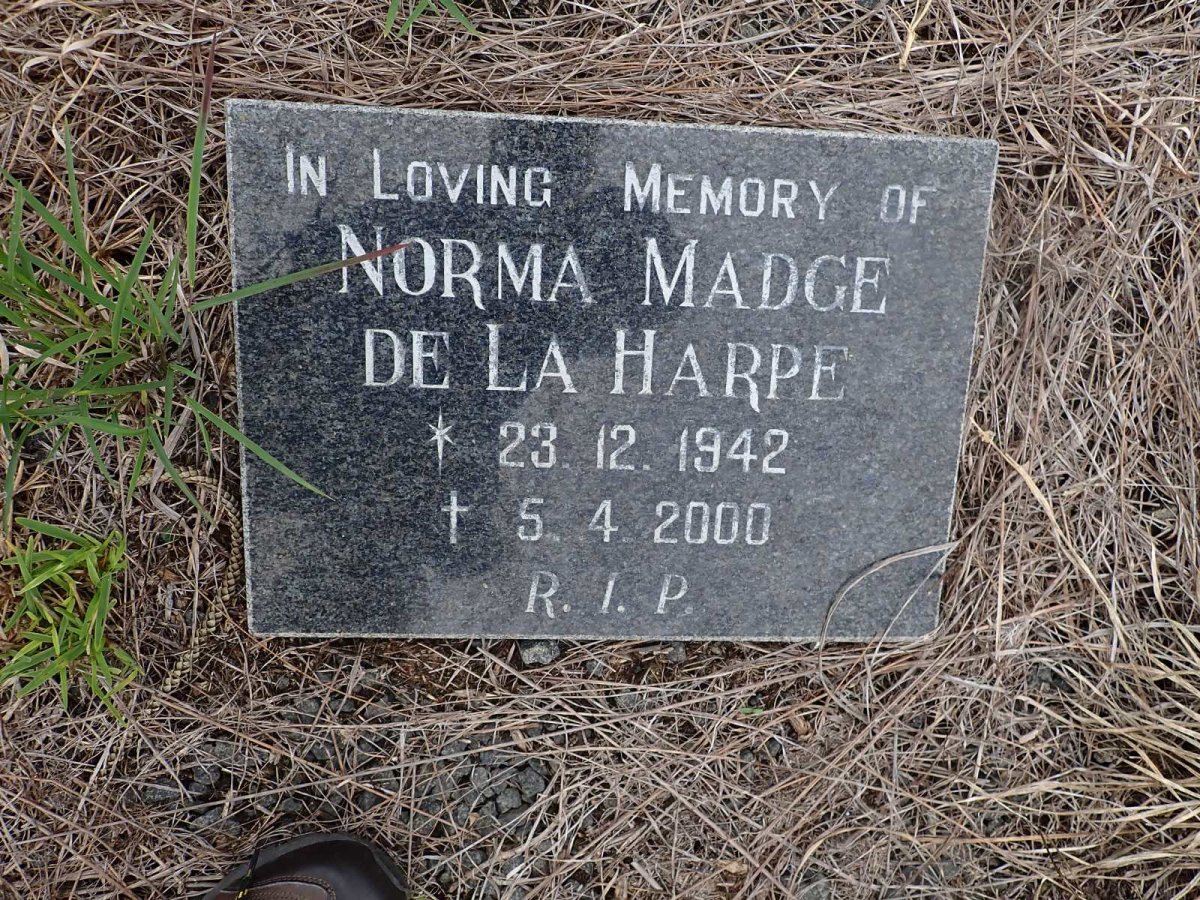 IN LOVING MEMORY OF
NORMA MADGE
DE LA HARPE
* 23. 12. 1942
† 5. 4. 2000
R. I. P.